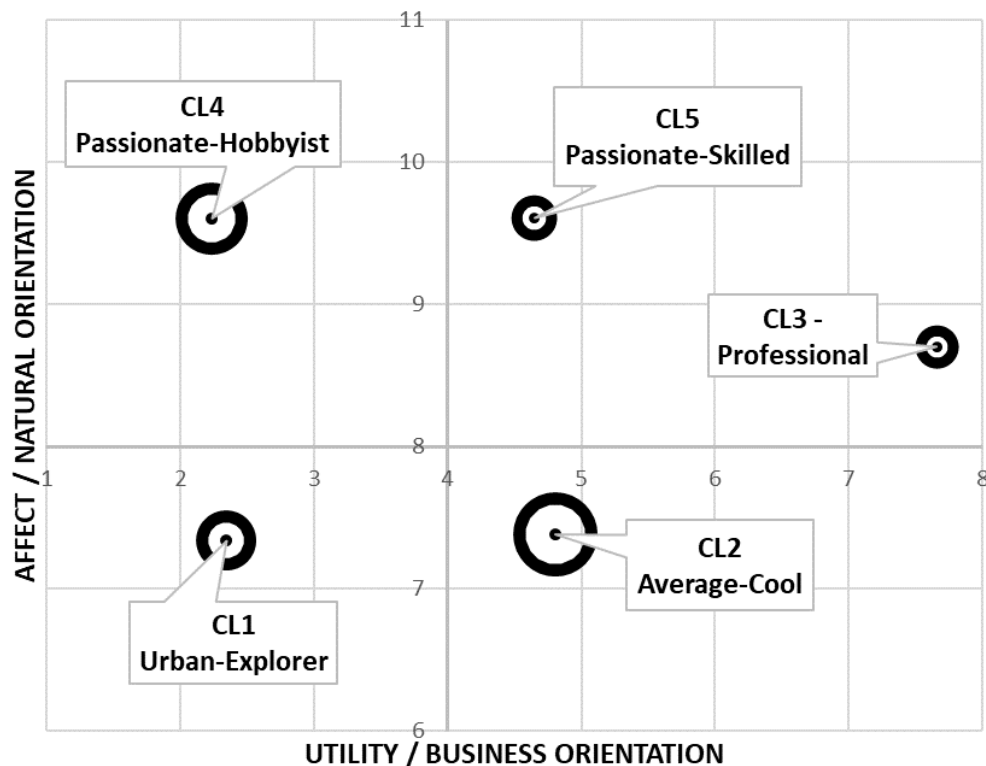 11
CL4
Passionate-Hobbyist
CL5
Passionate-Skilled
10
9
CL3 -
Professional
8
1 2 3 4 5 6 7 8
7
CL2
Average-Cool
CL1
Urban-Explorer
6
AFFECT / NATURAL ORIENTATION
UTILITY / BUSINESS ORIENTATION